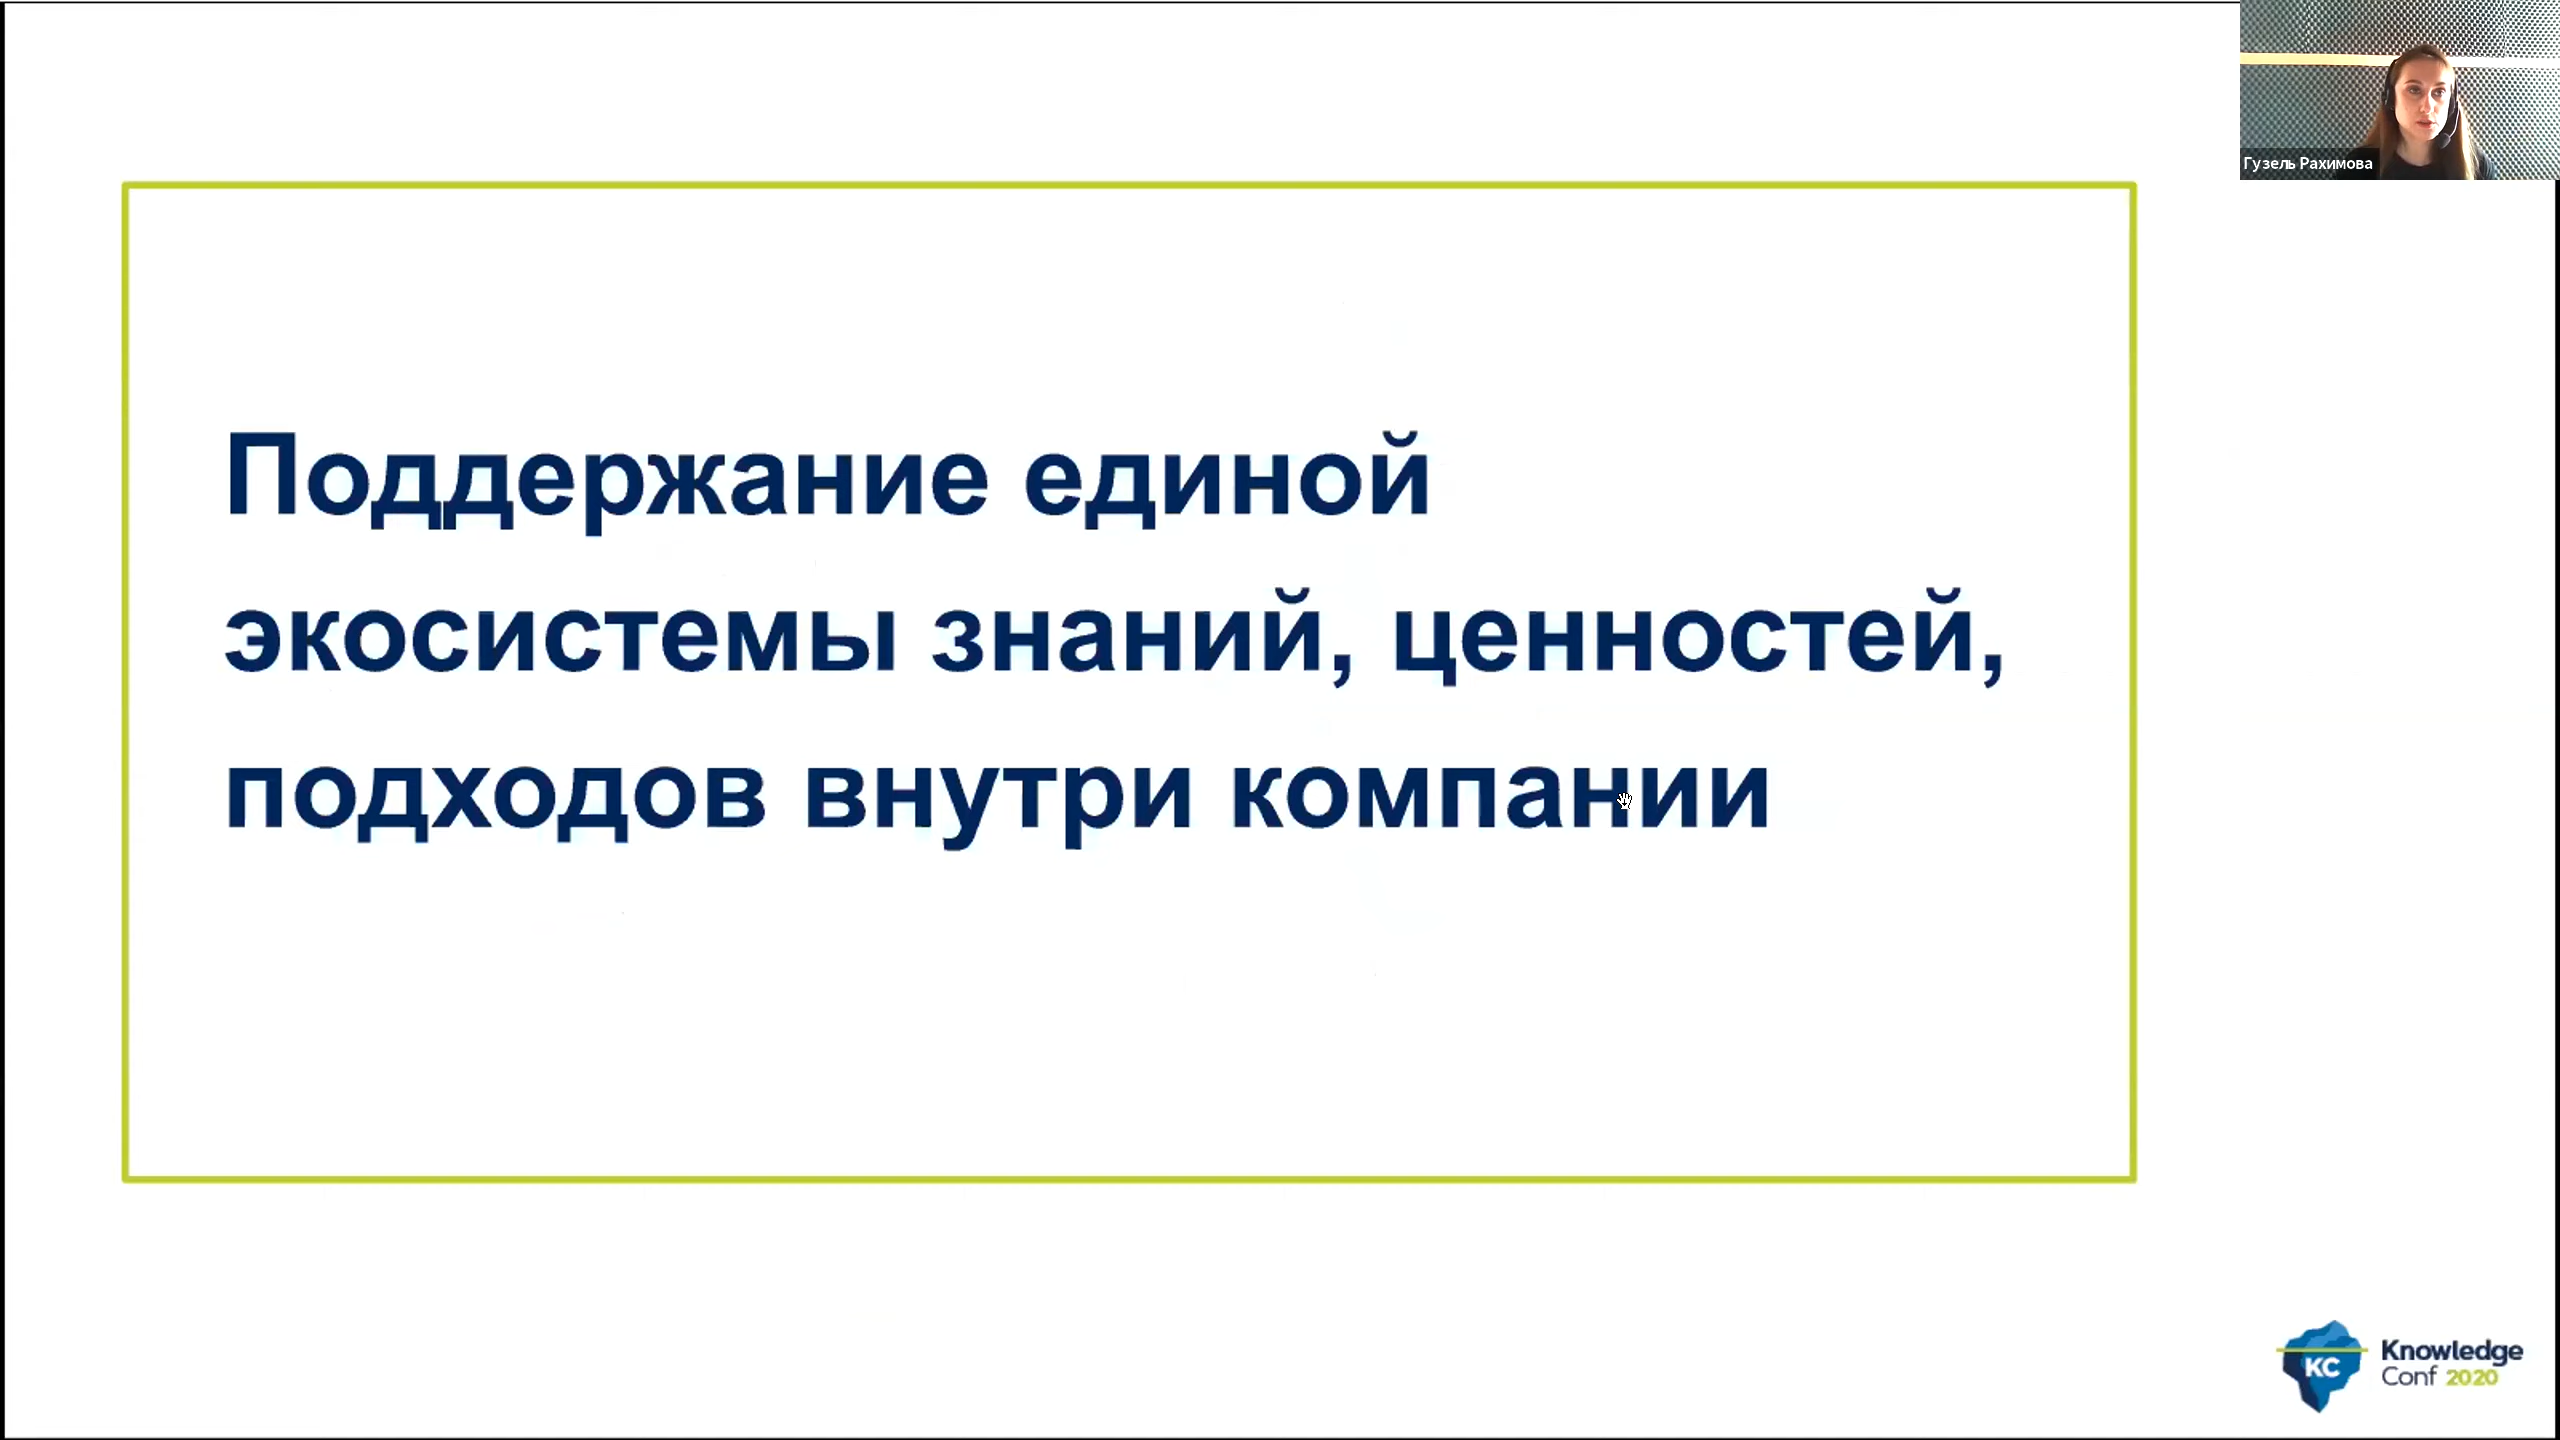 Гузель Рахимова
Поддержание единой
экосистемы знаний, ценностей,
подходов внутри компании
KC
Knowledge
Conf 2020